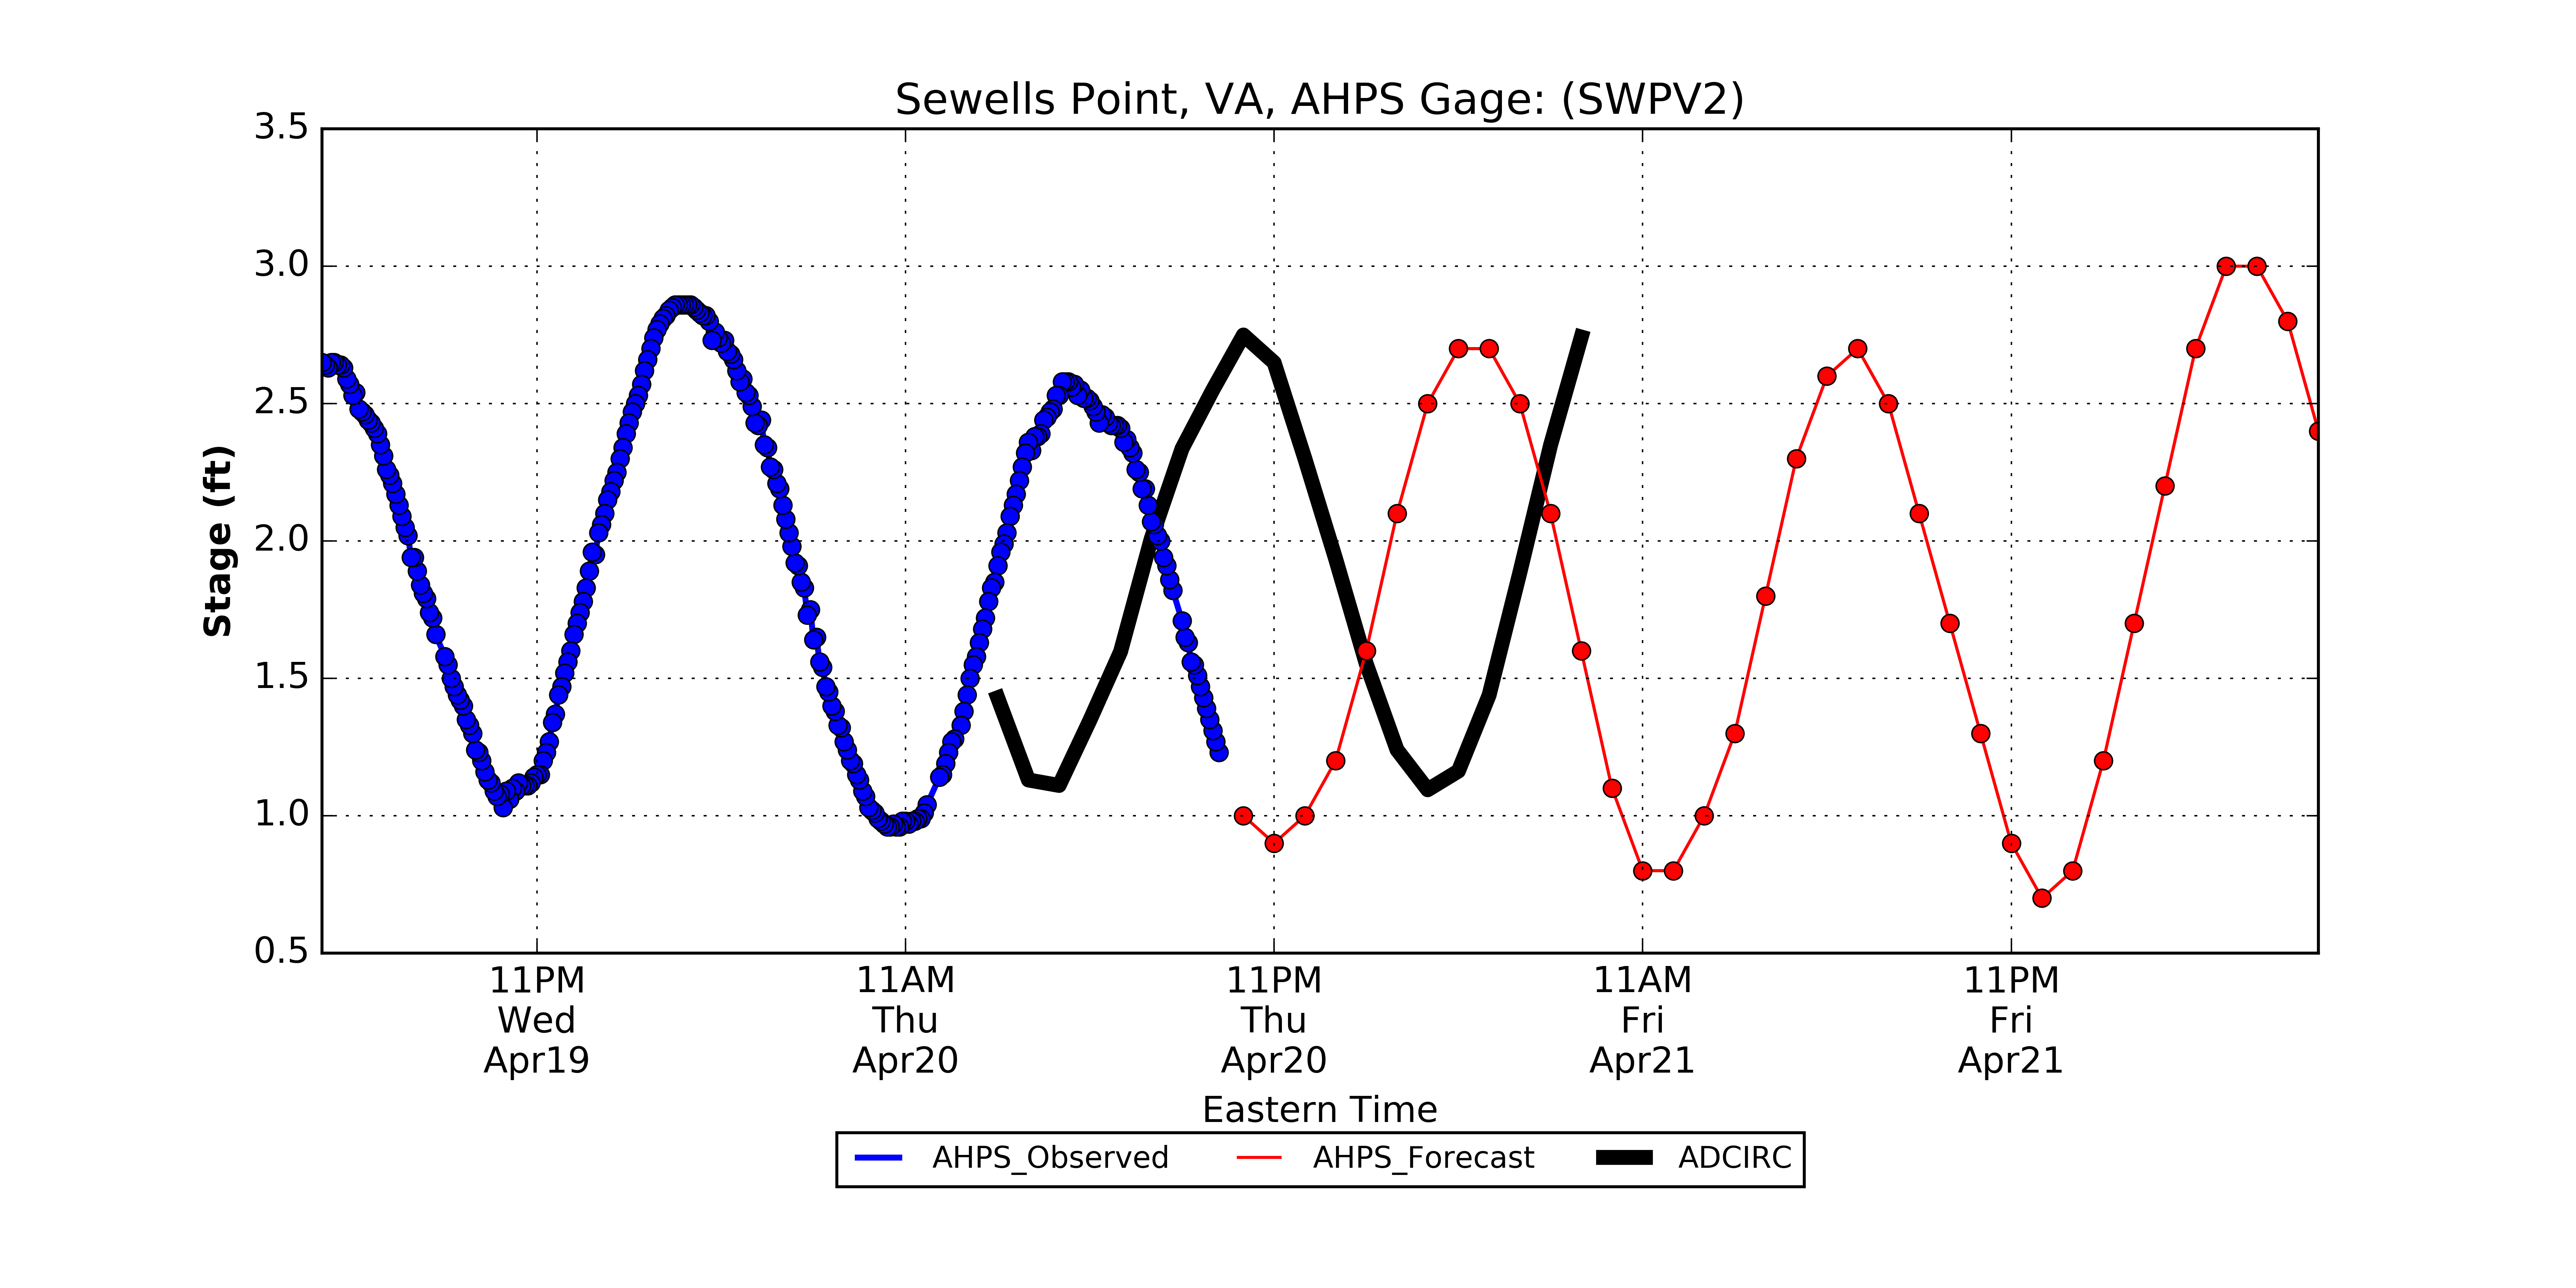 Sewells Point, VA, AHPS Gage: (SWPV2)
3.5
3.0
2.5
2.0
1.5
1.0
0.5
Stage (ft)
11PM 11AM 11PM 11AM 11PM
Wed Thu Thu Fri Fri
Apr19 Apr20 Apr20 Apr21 Apr21
Eastern Time
AHPS_Observed AHPS_Forecast ADCIRC